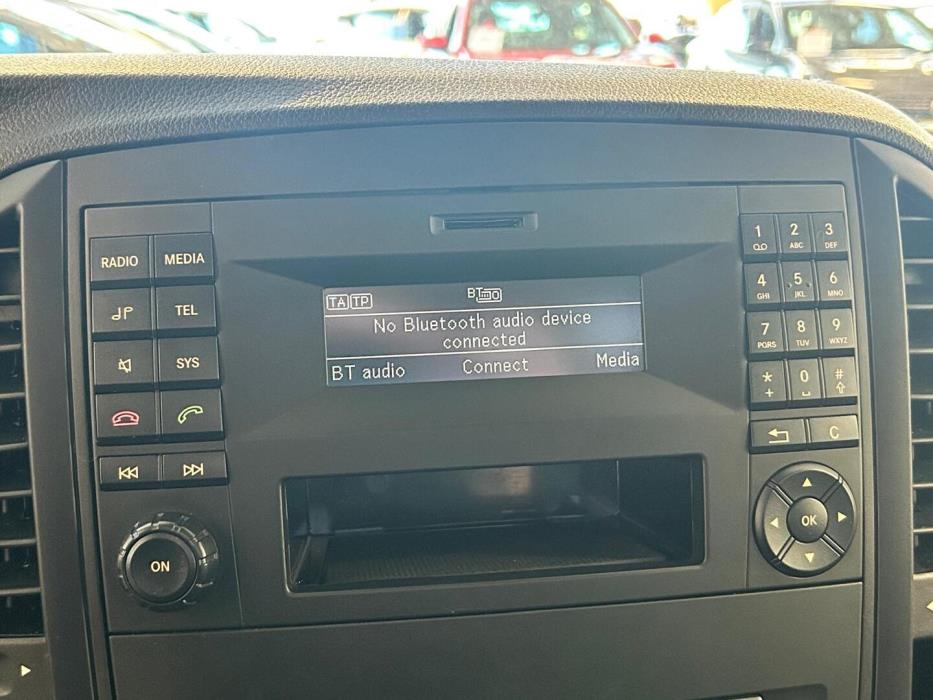 RADIO MEDIA
TEL
SYS
ON
TA TP BT
No Bluetooth audio device
connected
BT audio Connect Media
1 2 ABC 3 DEF
4 GHI 5 JKL 6 MNO
7 PQRS 8 TUV 9 WXYZ
* + 0 #
C
OK